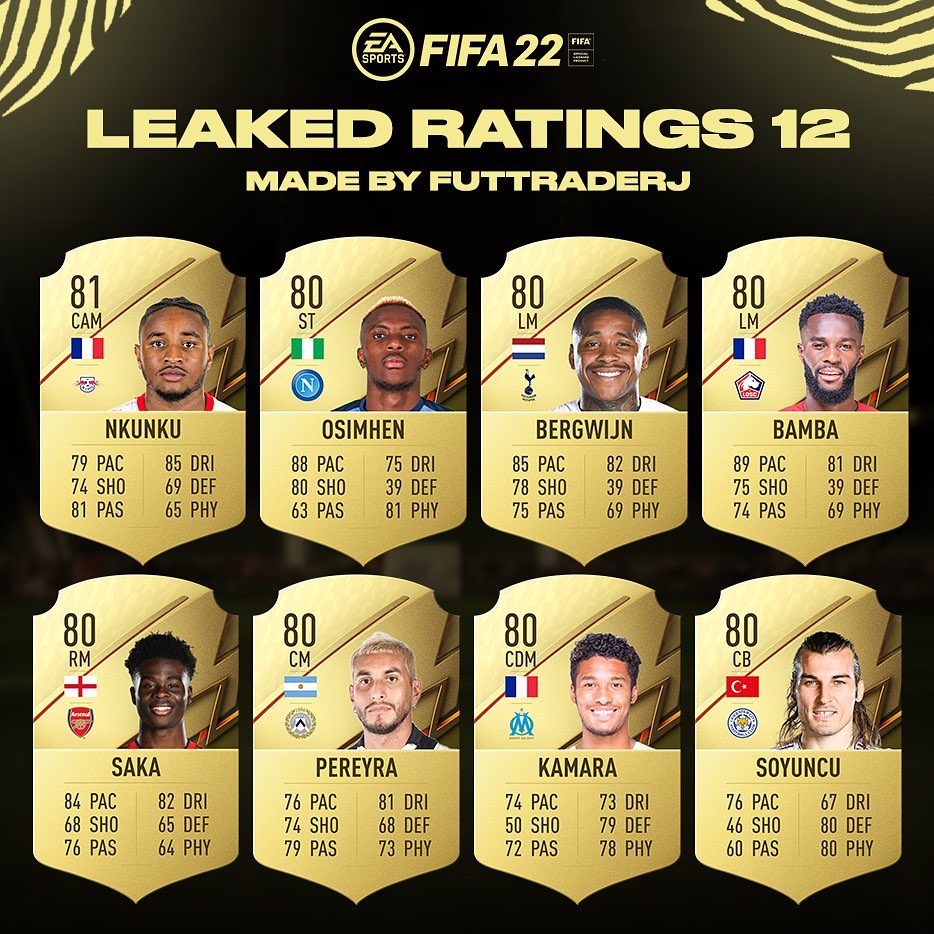 EA SPORTS FIFA 22 FIFA
LEAKED RATINGS 12
MADE BY FUTTRADERJ
81
CAM
NKUNKU
79 PAC 85 DRI
74 SHO 69 DEF
81 PAS 65 PHY
80
ST
N
OSIMHEN
88 PAC 75 DRI
80 SHO 39 DEF
63 PAS 81 PHY
80
LM
BERGWIJN
85 PAC 82 DRI
78 SHO 39 DEF
75 PAS 69 PHY
80
LM
LOSC
BAMBA
89 PAC 81 DRI
75 SHO 39 DEF
74 PAS 69 PHY
80
RM
Arsenal
SAKA
84 PAC 82 DRI
68 SHO 65 DEF
76 PAS 64 PHY
80
CM
PEREYRA
76 PAC 81 DRI
74 SHO 68 DEF
79 PAS 73 PHY
80
CDM
KAMARA
74 PAC 73 DRI
50 SHO 79 DEF
72 PAS 78 PHY
80
CB
SOYUNCU
76 PAC 67 DRI
46 SHO 80 DEF
60 PAS 80 PHY